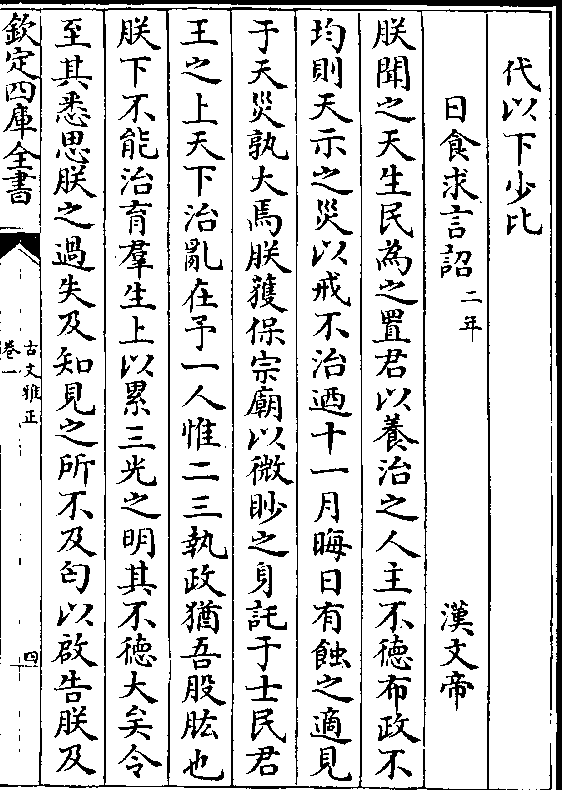 代以下少比
日食求言詔二年 漢文帝
朕聞之天生民為之置君以養治之人主不徳布政不
均則天示之災以戒不治廼十一月晦日有蝕之適見
于天災孰大焉朕獲保宗廟以微眇之身託于士民君
王之上天下治亂在予一人惟二三執政猶吾股肱也
朕下不能治育羣生上以累三光之明其不徳大矣令
至其悉思朕之過失及知見之所不及匄以啟告朕及
欽定四庫全書
古文雅正
卷一
四